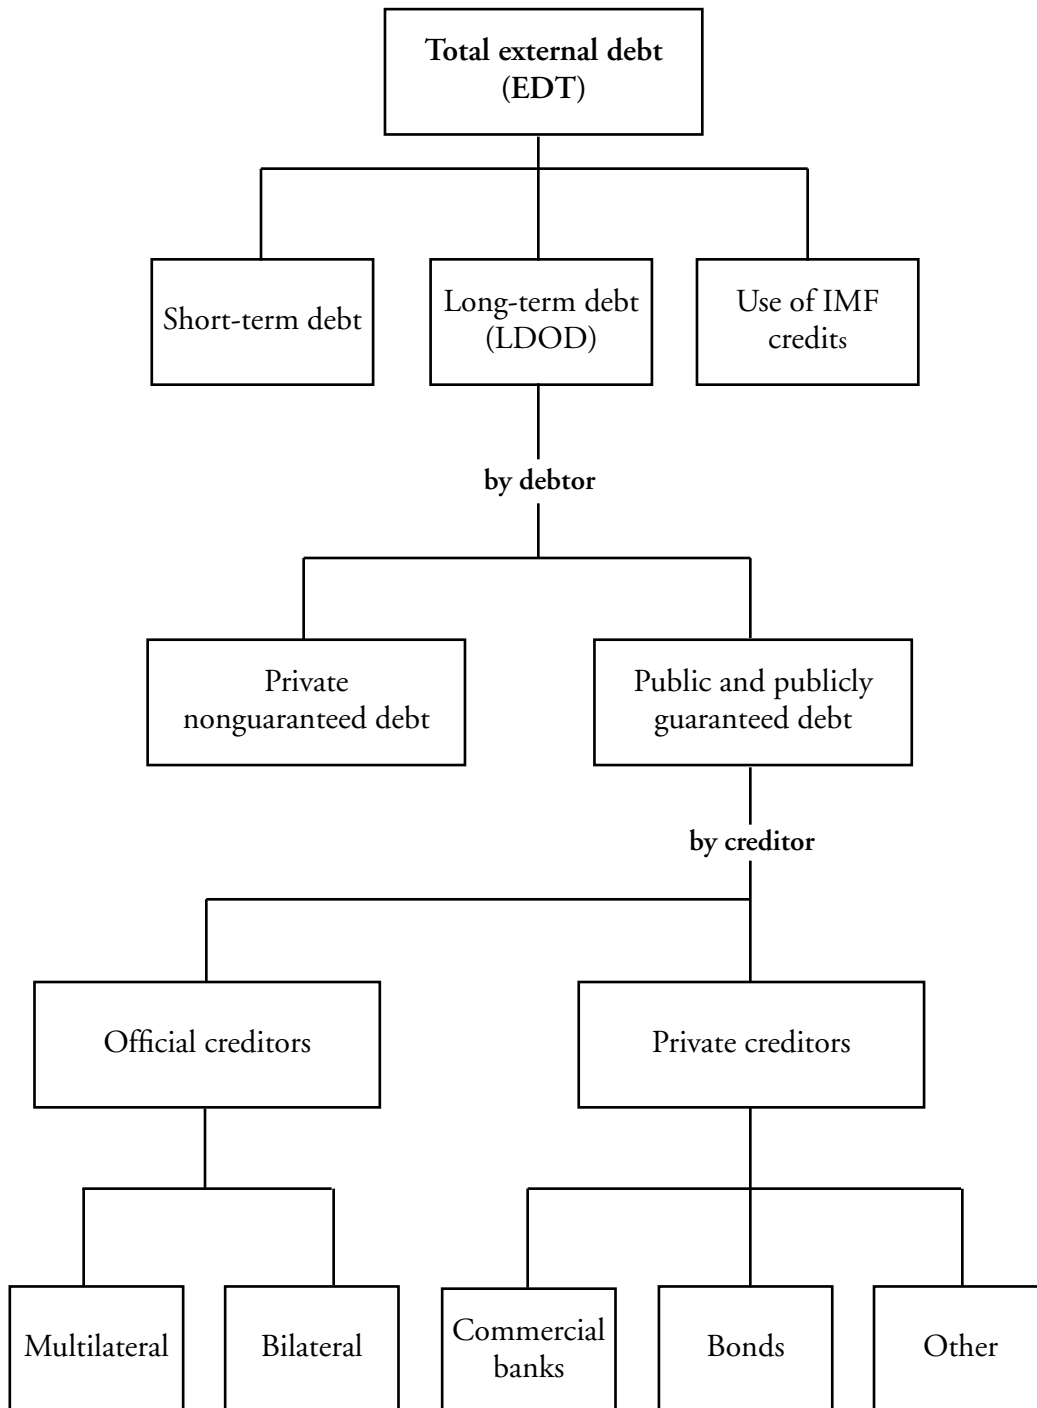 Total external debt
(EDT)
Short-term debt
Long-term debt
(LDOD)
Use of IMF
credits
by debtor
Private
nonguaranteed debt
Public and publicly
guaranteed debt
by creditor
Official creditors
Private creditors
Multilateral
Bilateral
Commercial
banks
Bonds
Other